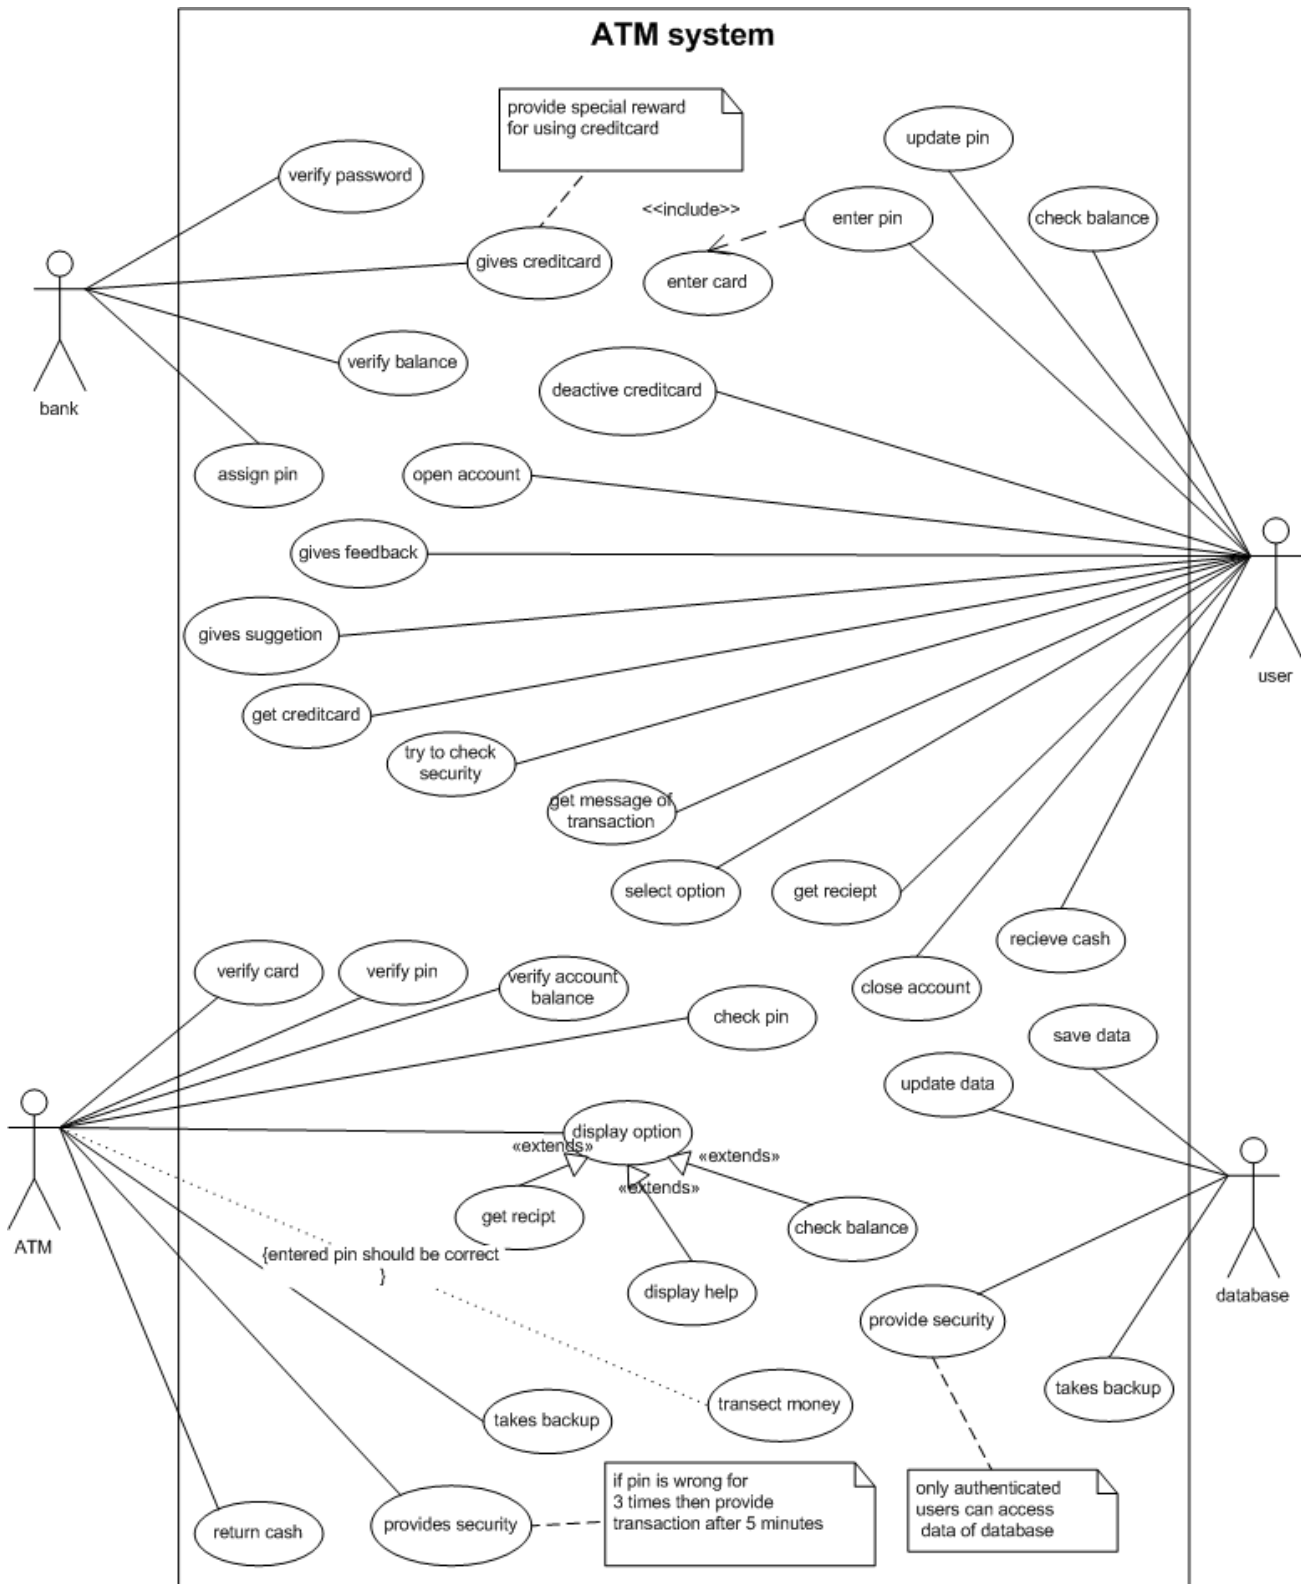 ATM system
provide special reward
for using creditcard
update pin
verify password
<<include>>
enter pin
check balance
gives creditcard
enter card
verify balance
deactive creditcard
bank
assign pin
open account
gives feedback
gives suggetion
user
get creditcard
try to check
security
get message of
transaction
select option
get reciept
recieve cash
verify card
verify pin
verify account
balance
close account
check pin
save data
update data
display option
«extends»
«extends»
«extends»
get recipt
check balance
ATM
{entered pin should be correct
}
display help
database
provide security
takes backup
transect money
takes backup
if pin is wrong for
3 times then provide
transaction after 5 minutes
only authenticated
users can access
data of database
return cash
provides security